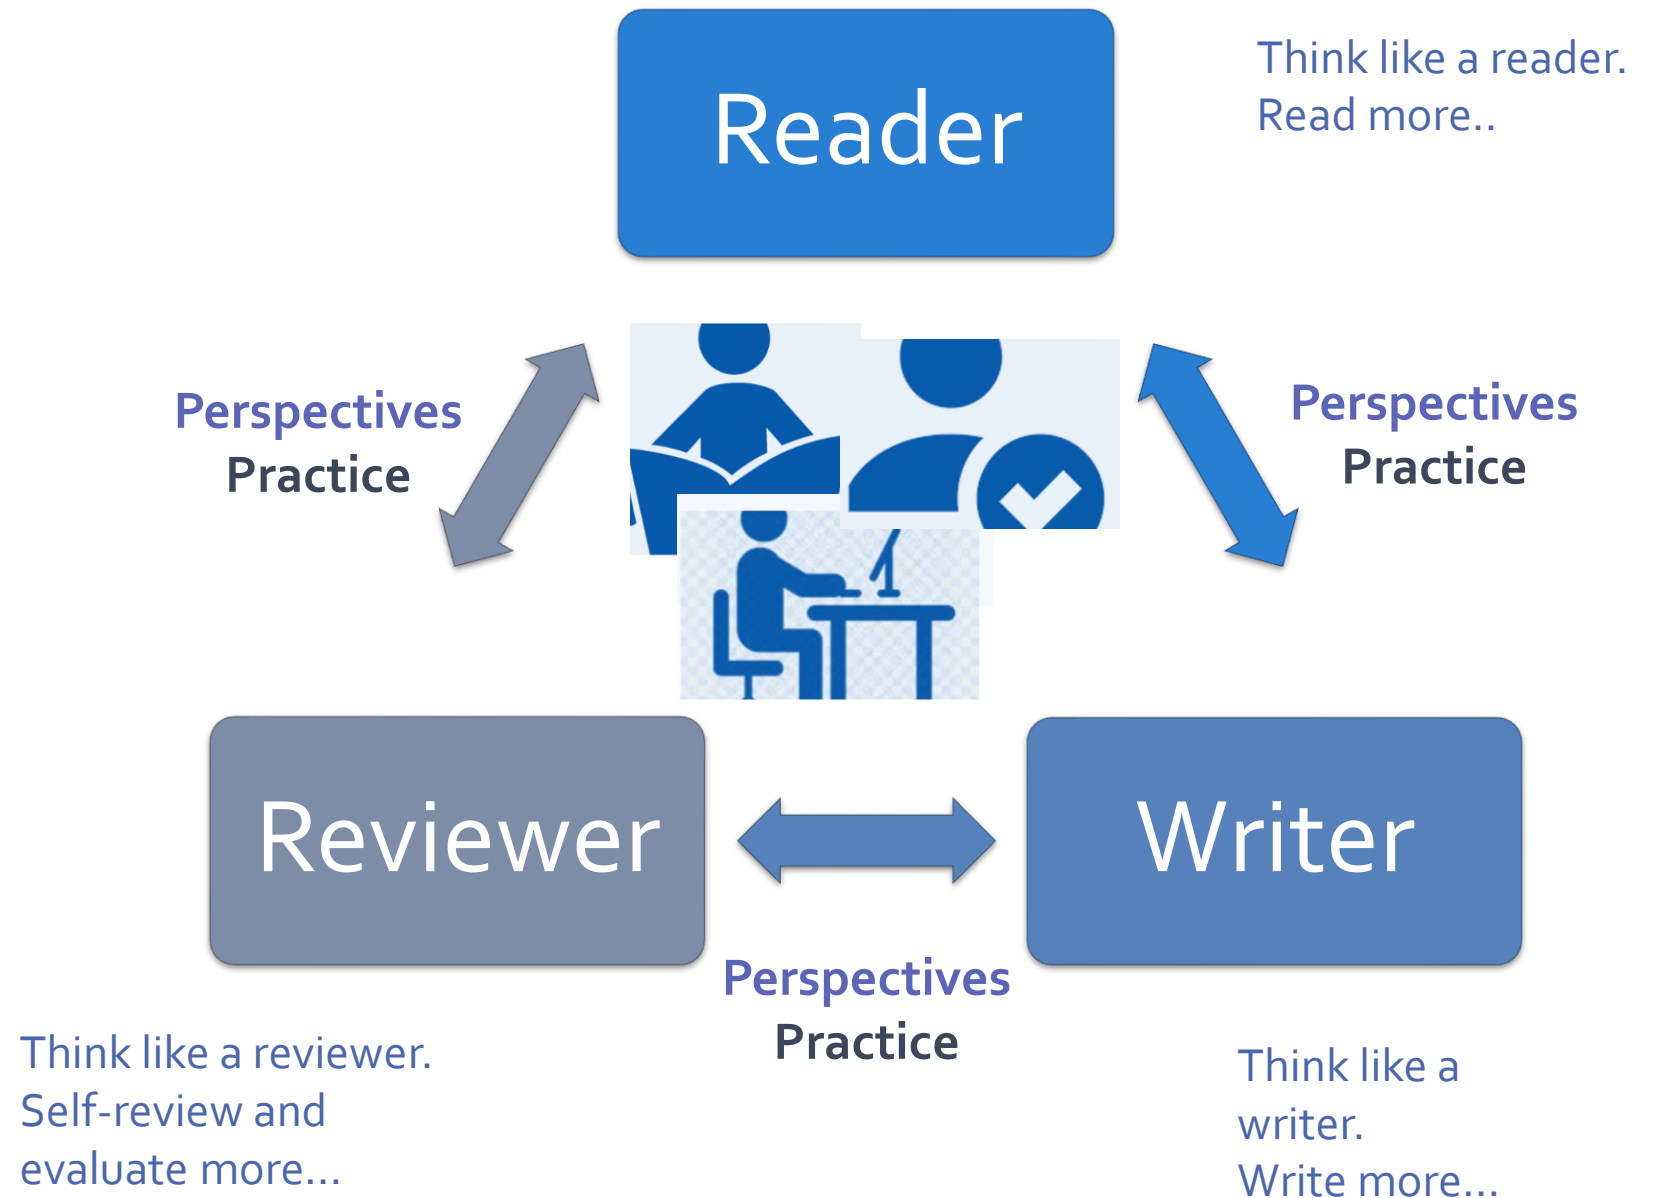 Reader
Think like a reader.
Read more..
Perspectives
Practice
Perspectives
Practice
Reviewer
Writer
Perspectives
Practice
Think like a reviewer.
Self-review and
evaluate more...
Think like a
writer.
Write more...